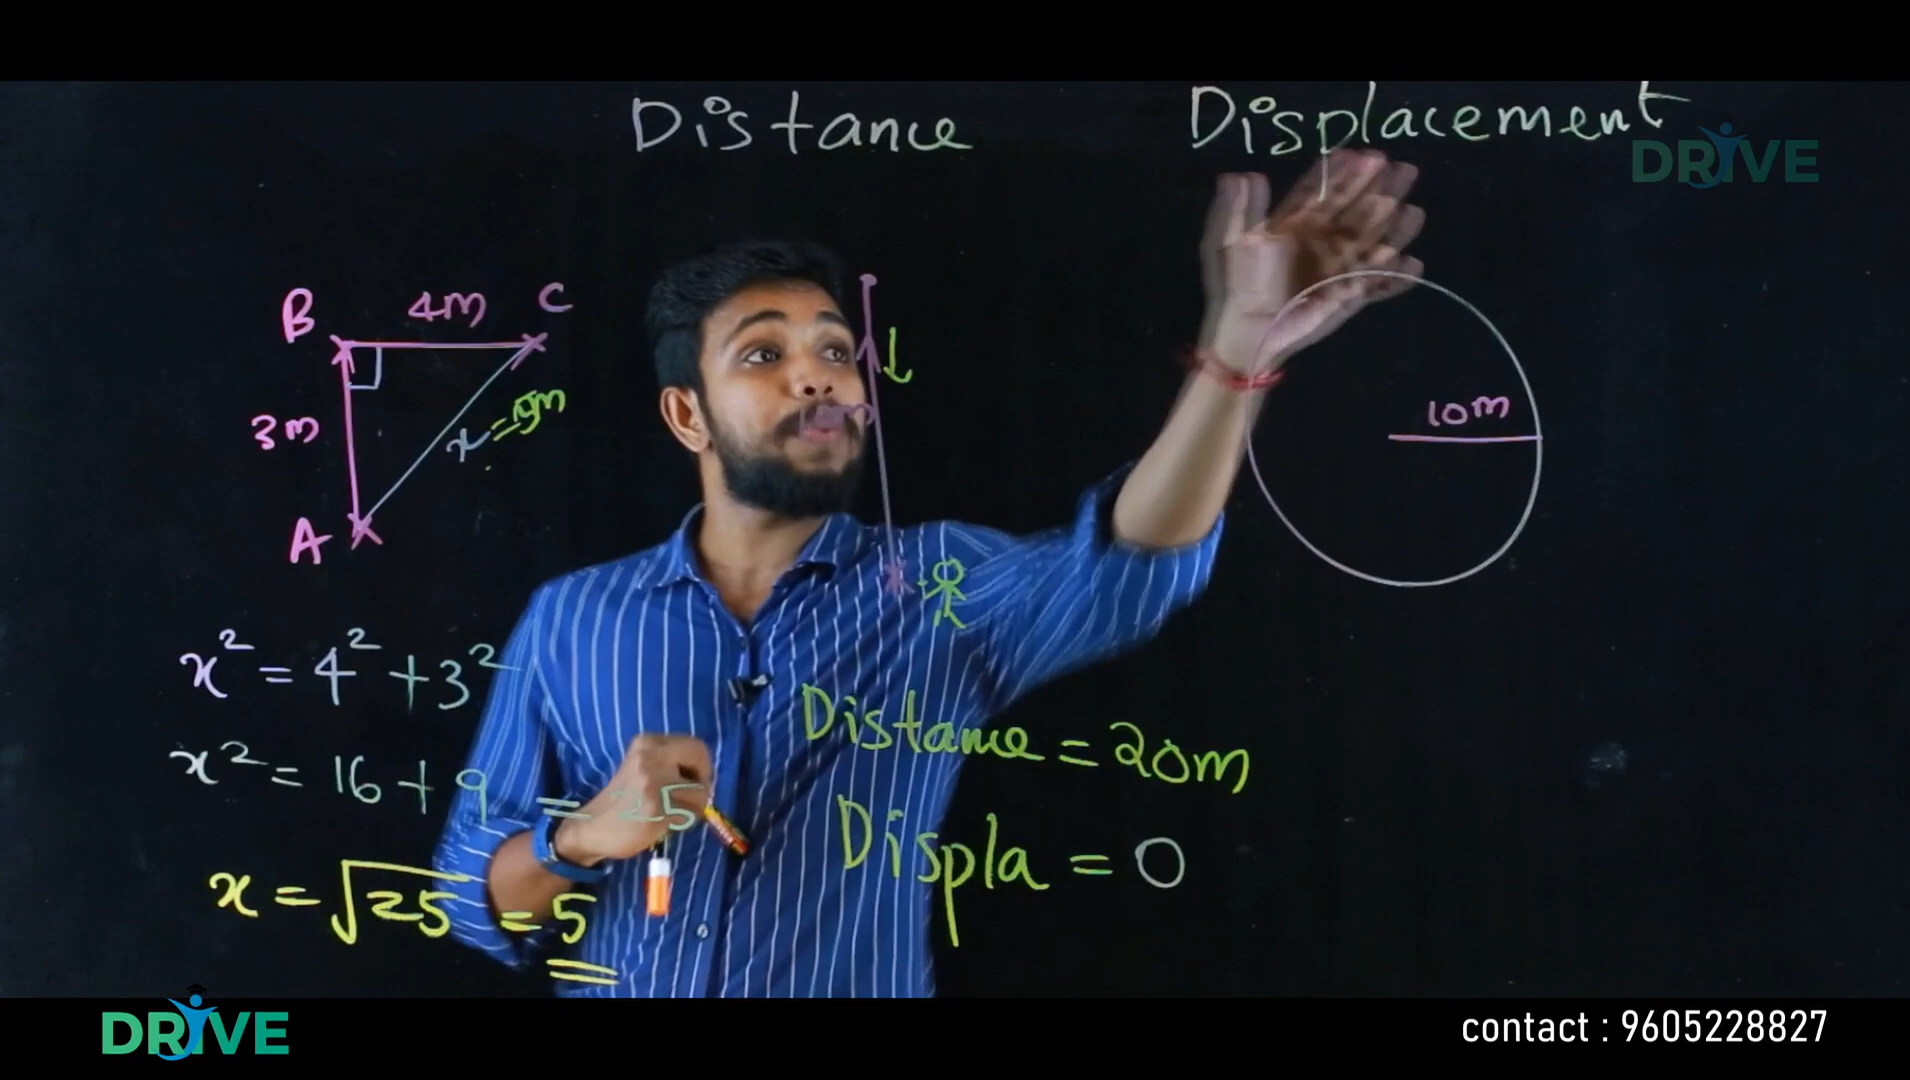 Distance
Displacement
DRIVE
B
4m
C
3m
x=5m
A
10m
x² = 4² + 3²
x² = 16 + 9 = 25
x = √25 = 5
Distance = 20m
Displa = 0
DRIVE
contact : 9605228827